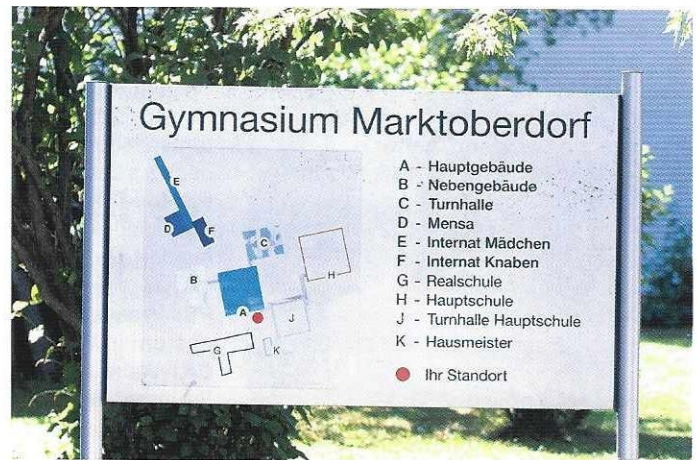 Gymnasium Marktoberdorf
A - Hauptgebäude
B - Nebengebäude
C - Turnhalle
D - Mensa
E - Internat Mädchen
F - Internat Knaben
G - Realschule
H - Hauptschule
J - Turnhalle Hauptschule
K - Hausmeister
Ihr Standort
E
D
F
C
B
H
A
J
G
K